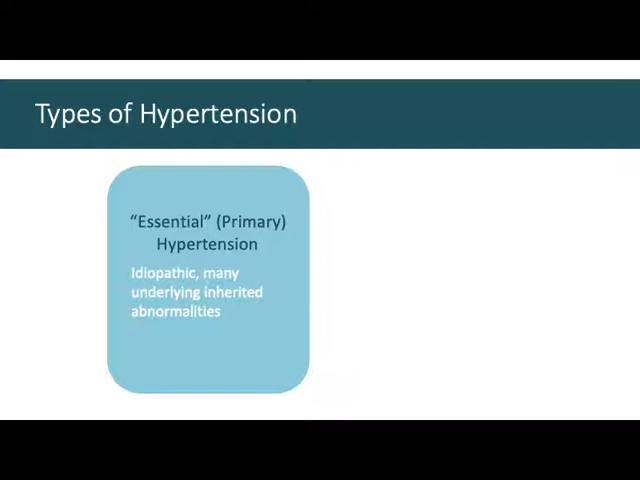 Types of Hypertension
“Essential” (Primary)
Hypertension
Idiopathic, many
underlying inherited
abnormalities